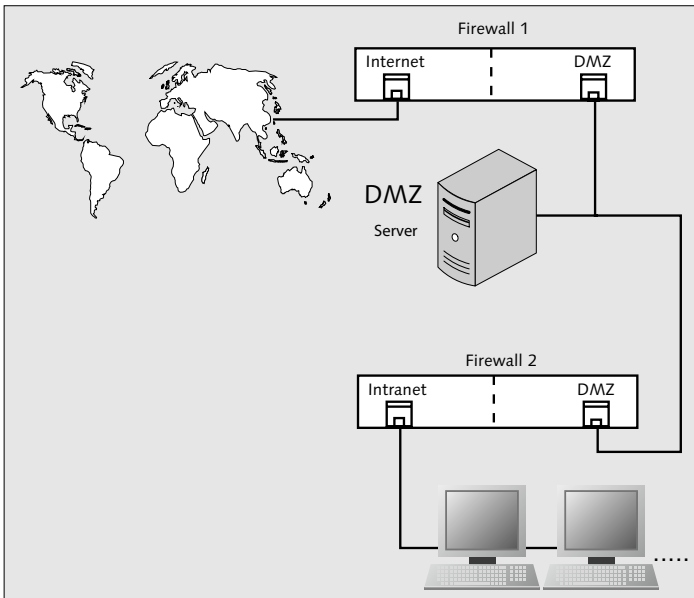 Firewall 1
Internet
DMZ
DMZ
Server
Firewall 2
Intranet
DMZ
.....